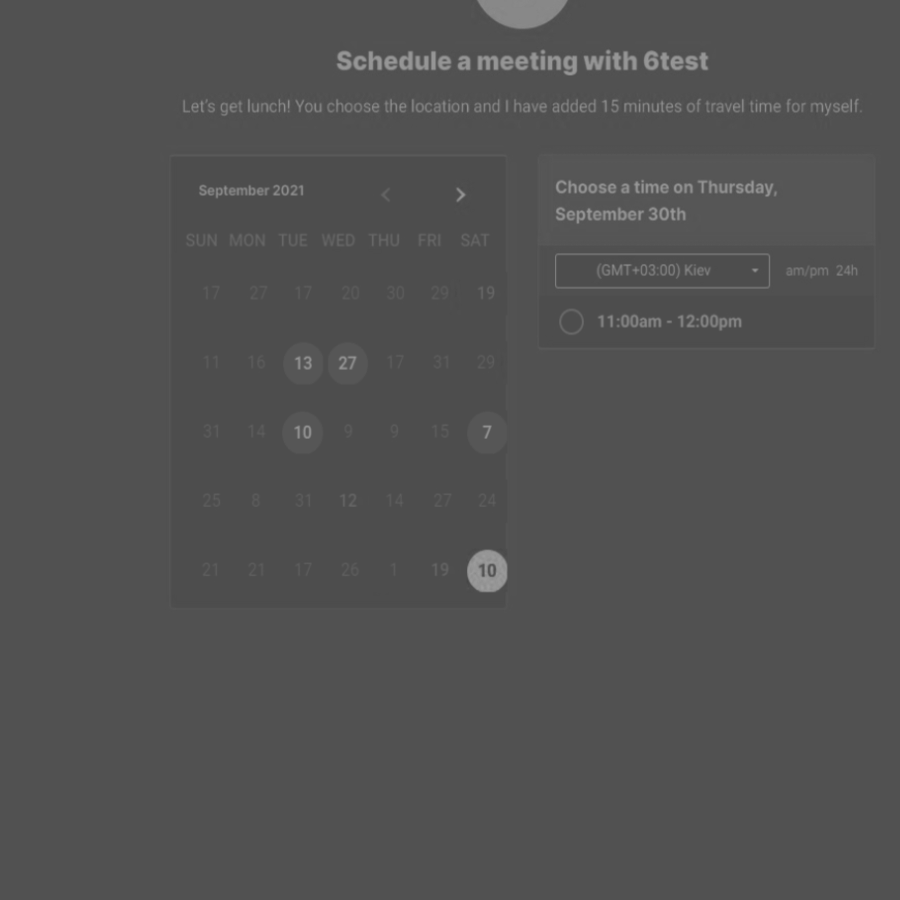 Schedule a meeting with 6test
Let's get lunch! You choose the location and I have added 15 minutes of travel time for myself.
September 2021
SUN MON TUE WED THU FRI SAT
17 27 17 20 30 29 19
11 16 13 27 17 31 29
31 14 10 9 9 15 7
25 8 31 12 14 27 24
21 21 17 26 1 19 10
Choose a time on Thursday,
September 30th
(GMT+03:00) Kiev am/pm 24h
11:00am - 12:00pm